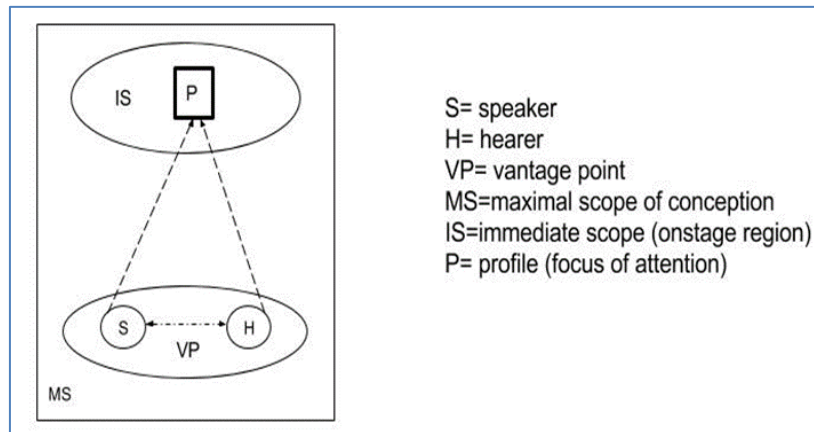 IS
P
S
H
VP
MS
S= speaker
H= hearer
VP= vantage point
MS=maximal scope of conception
IS=immediate scope (onstage region)
P= profile (focus of attention)